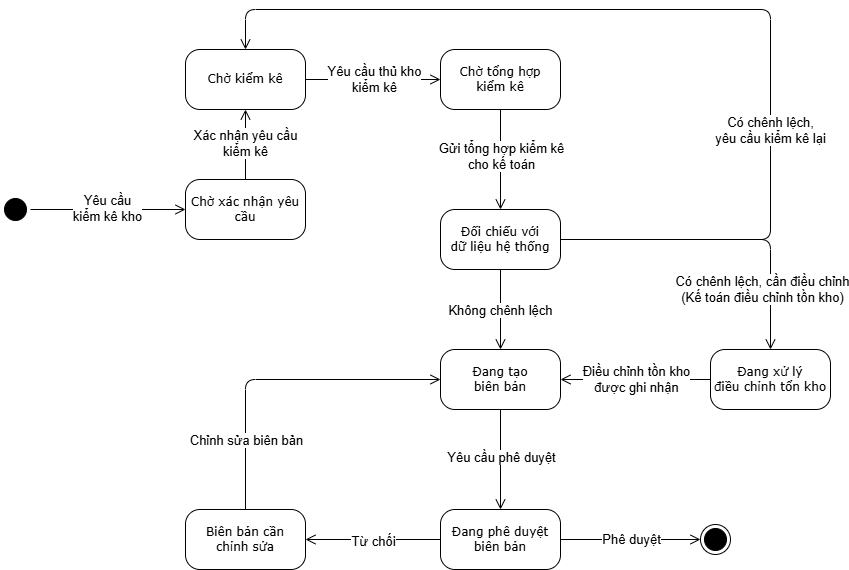 Chờ kiểm kê
Yêu cầu thủ kho
kiểm kê
Chờ tổng hợp
kiểm kê
Có chênh lệch,
yêu cầu kiểm kê lại
Xác nhận yêu cầu
kiểm kê
Gửi tổng hợp kiểm kê
cho kế toán
Yêu cầu
kiểm kê kho
Chờ xác nhận yêu
cầu
Đối chiếu với
dữ liệu hệ thống
Có chênh lệch, cần điều chỉnh
(Kế toán điều chỉnh tồn kho)
Không chênh lệch
Đang tạo
biên bản
Điều chỉnh tồn kho
được ghi nhận
Đang xử lý
điều chỉnh tồn kho
Chỉnh sửa biên bản
Yêu cầu phê duyệt
Biên bản cần
chỉnh sửa
Từ chối
Đang phê duyệt
biên bản
Phê duyệt